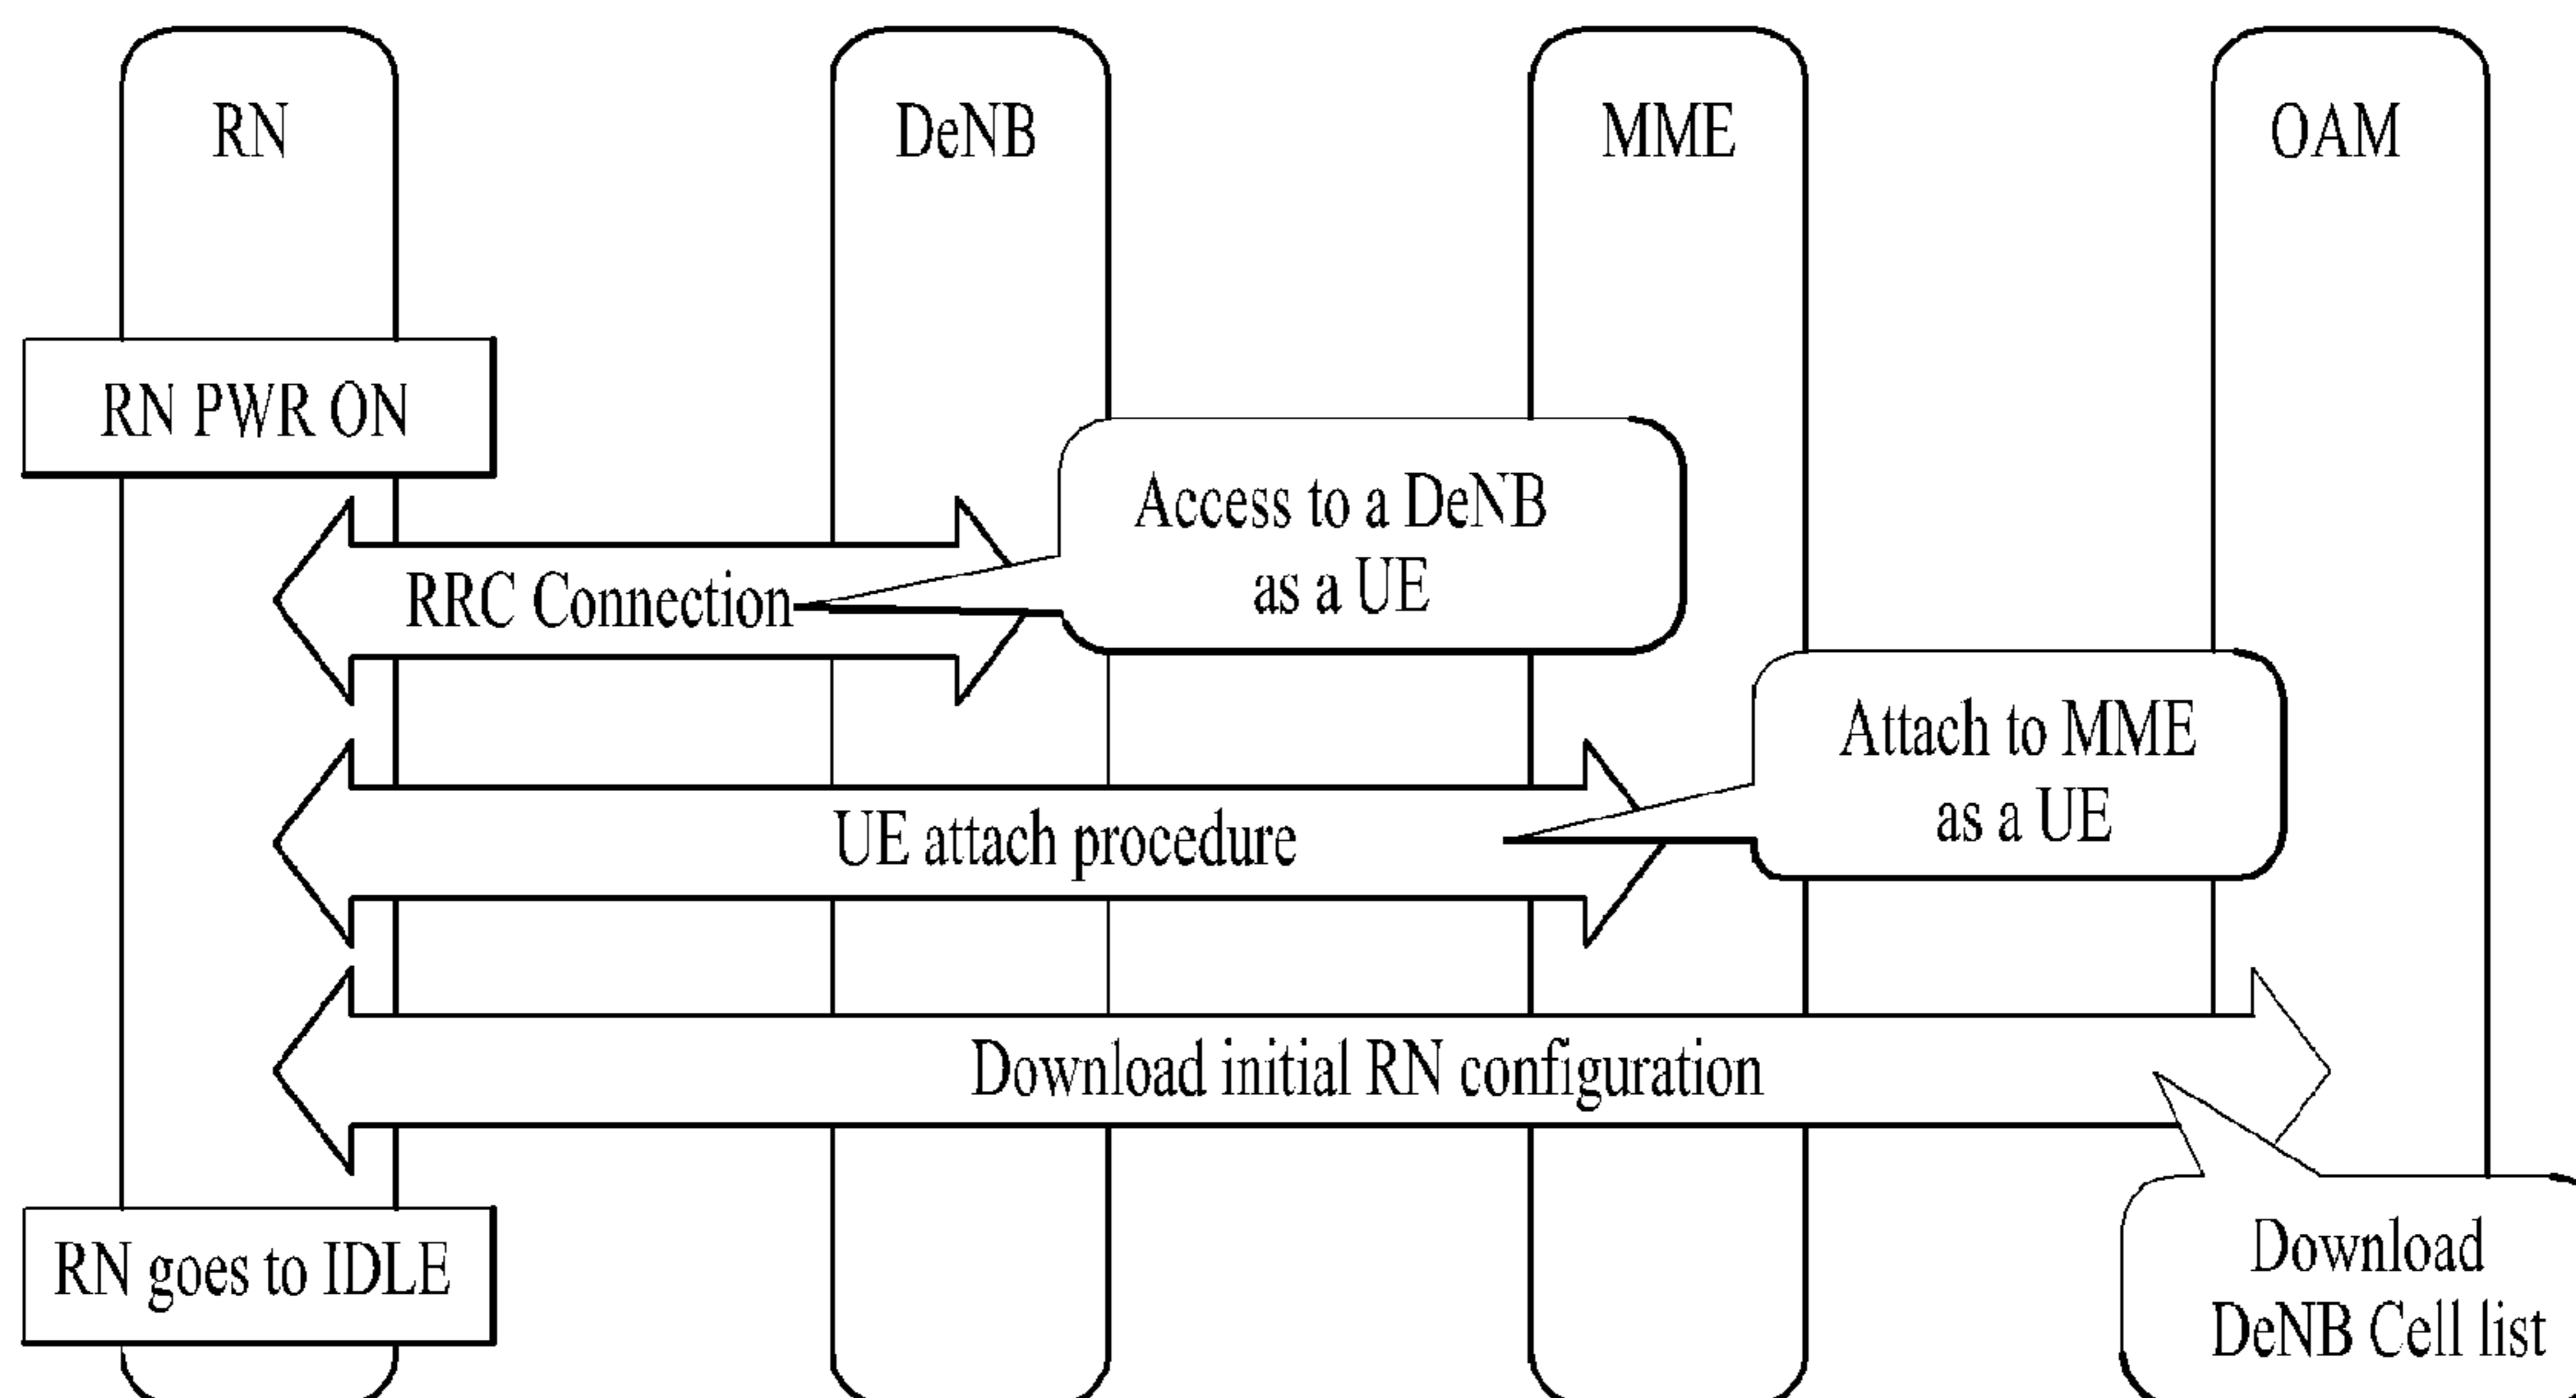 RN
DeNB
MME
OAM
RN PWR ON
Access to a DeNB
as a UE
RRC Connection
Attach to MME
as a UE
UE attach procedure
Download initial RN configuration
RN goes to IDLE
Download
DeNB Cell list